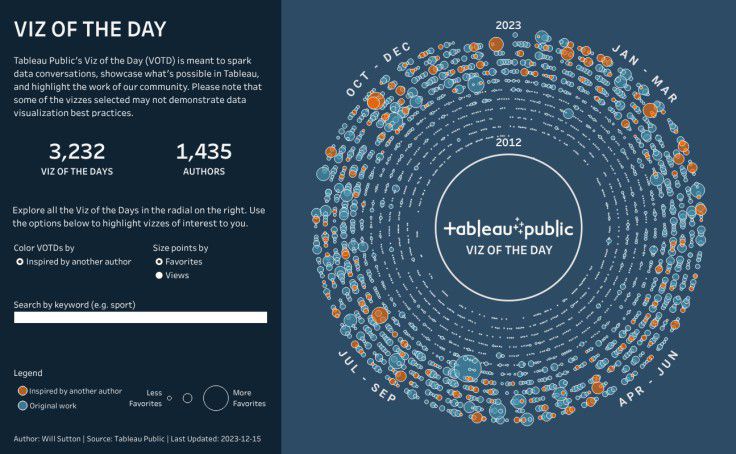 VIZ OF THE DAY
Tableau Public's Viz of the Day (VOTD) is meant to spark
data conversations, showcase what's possible in Tableau,
and highlight the work of our community. Please note that
some of the vizzes selected may not demonstrate data
visualization best practices.
3,232
VIZ OF THE DAYS
1,435
AUTHORS
Explore all the Viz of the Days in the radial on the right. Use
the options below to highlight vizzes of interest to you.
Color VOTDs by
Inspired by another author
Size points by
Favorites
Views
Search by keyword (e.g. sport)
Legend
Inspired by another author
Original work
Less
Favorites
More
Favorites
Author: Will Sutton | Source: Tableau Public | Last Updated: 2023-12-15
2023
OCT - DEC
JAN - MAR
2012
tableau public
VIZ OF THE DAY
JUL - SEP
APR - JUN